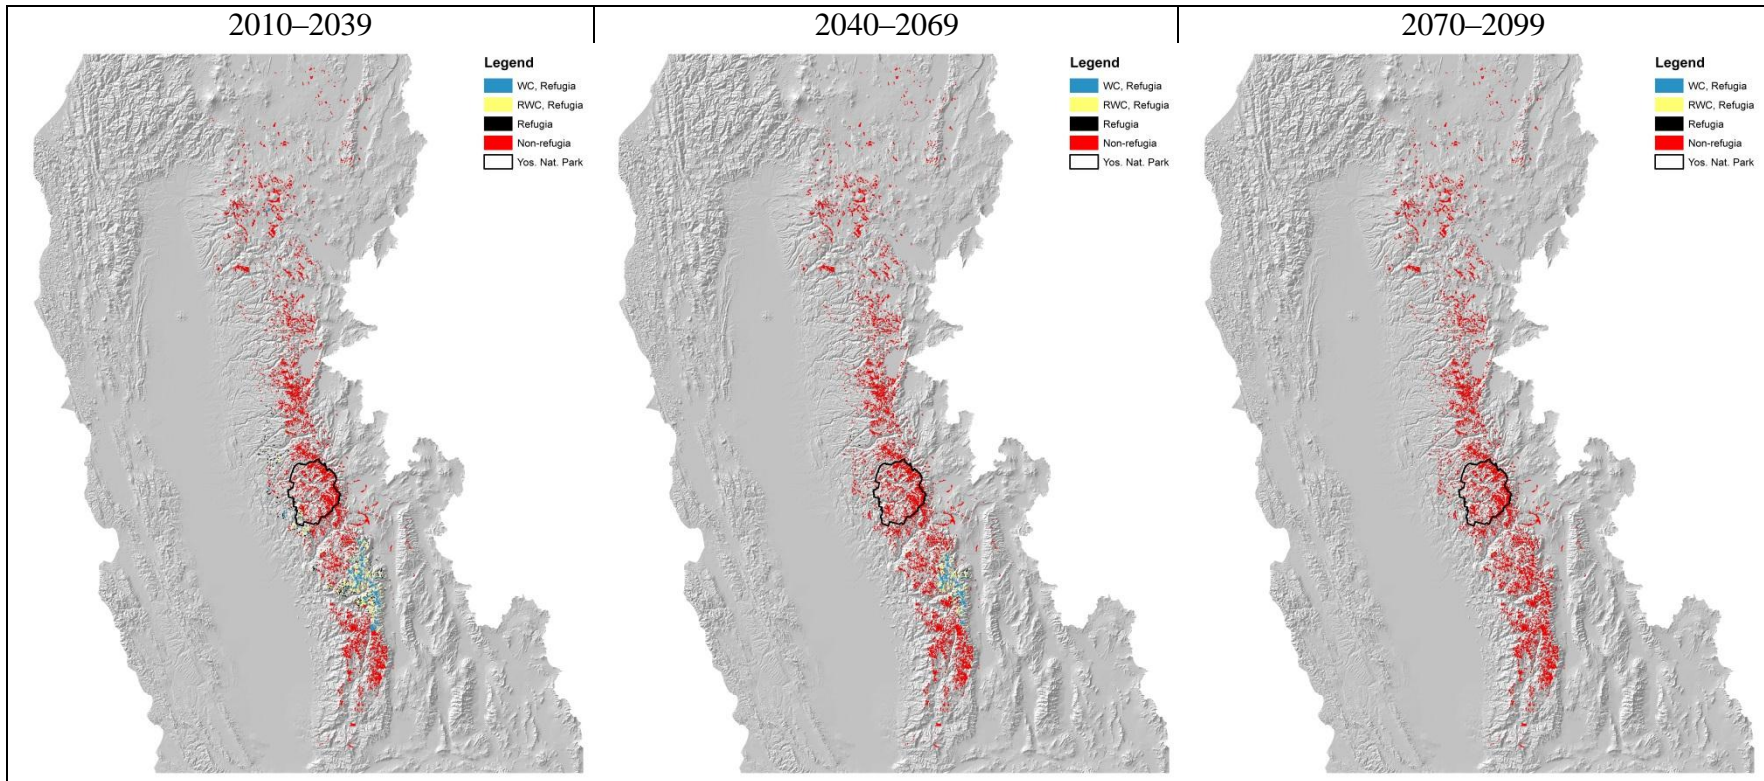 2010–2039
2040–2069
2070–2099
Legend
WC, Refugia
RWC, Refugia
Refugia
Non-refugia
Yos. Nat. Park
Legend
WC, Refugia
RWC, Refugia
Refugia
Non-refugia
Yos. Nat. Park
Legend
WC, Refugia
RWC, Refugia
Refugia
Non-refugia
Yos. Nat. Park